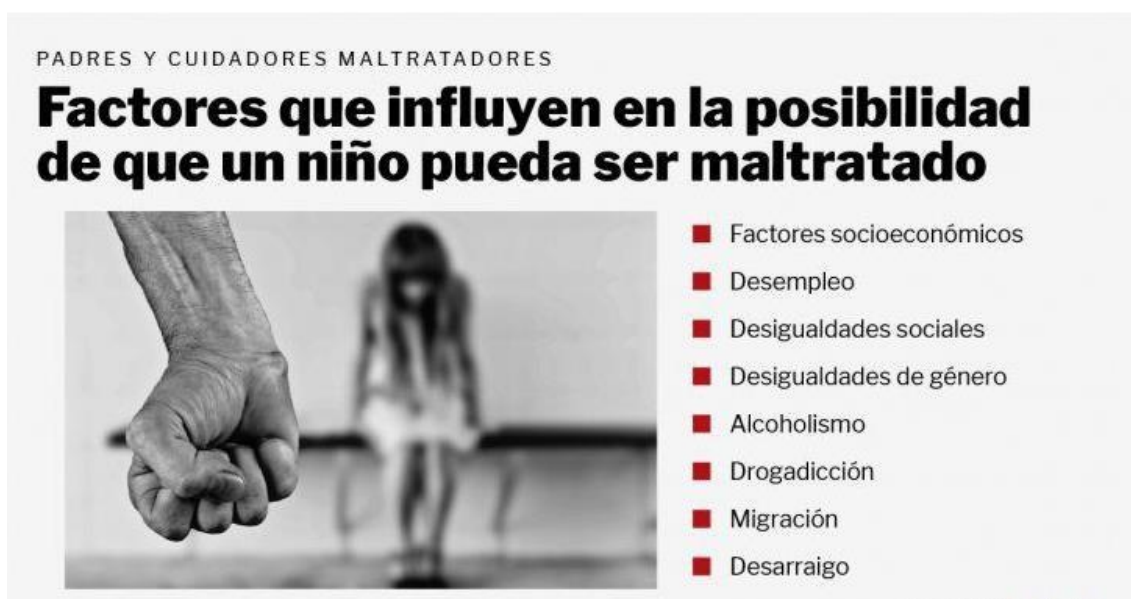 PADRES Y CUIDADORES MALTRATADORES
Factores que influyen en la posibilidad
de que un niño pueda ser maltratado
Factores socioeconómicos
Desempleo
Desigualdades sociales
Desigualdades de género
Alcoholismo
Drogadicción
Migración
Desarraigo